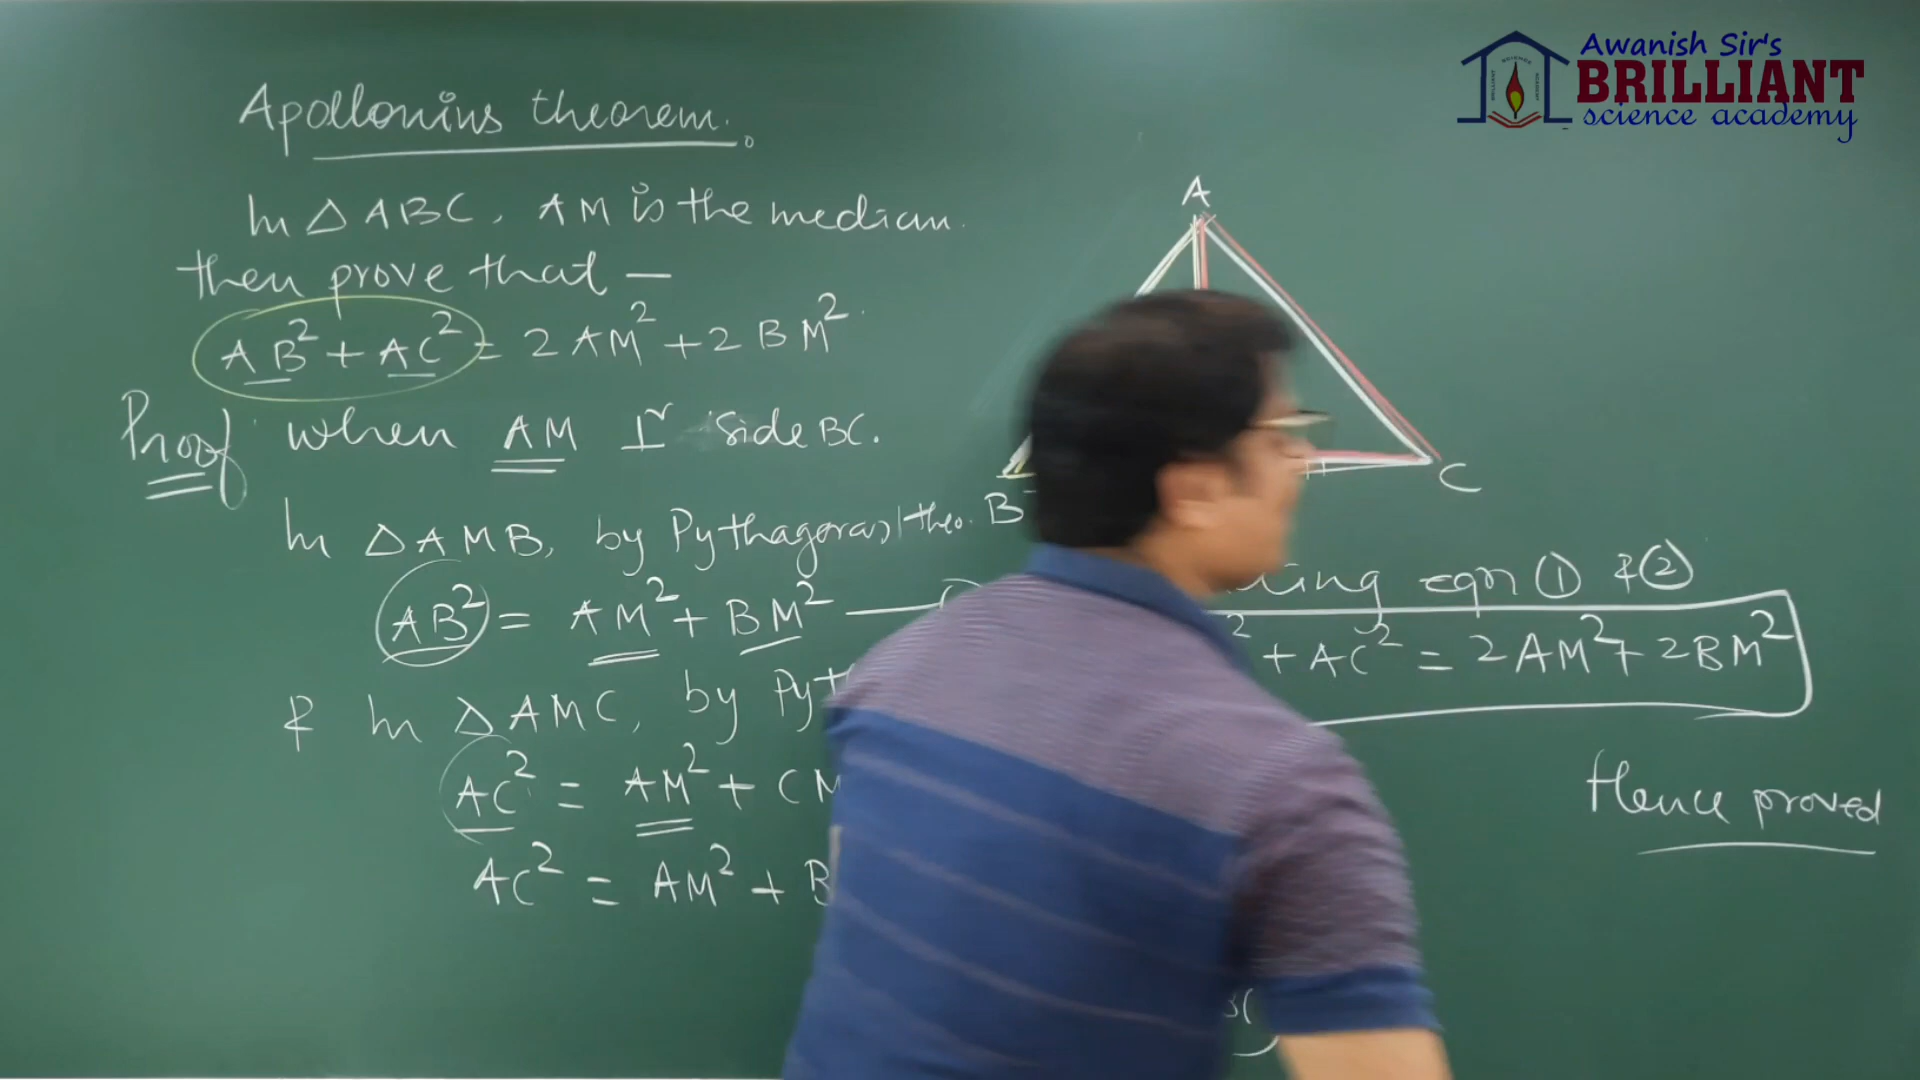 Apollonius theorem.
In △ABC, AM is the median.
then prove that —
AB² + AC² = 2AM² + 2BM².
Proof when AM ⊥r side BC.
In △AMB, by Pythagoras theo.
AB² = AM² + BM² —
& In △AMC, by Pyt
AC² = AM² + CM
AC² = AM² + B
A
B
C
eqn ① & ②
² + AC² = 2AM² + 2BM²
Hence proved
Awanish Sir's
BRILLIANT
science academy